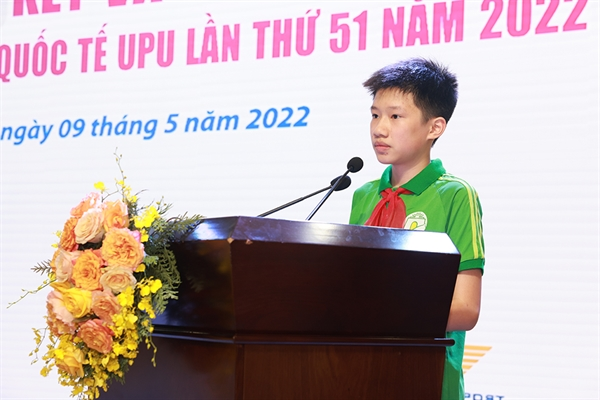 QUỐC TẾ UPU LẦN THỨ 51 NĂM 2022
ngày 09 tháng 5 năm 2022